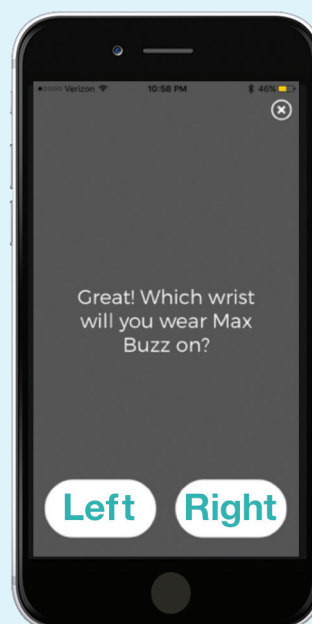 Verizon 10:58 PM 46%
Great! Which wrist
will you wear Max
Buzz on?
Left Right